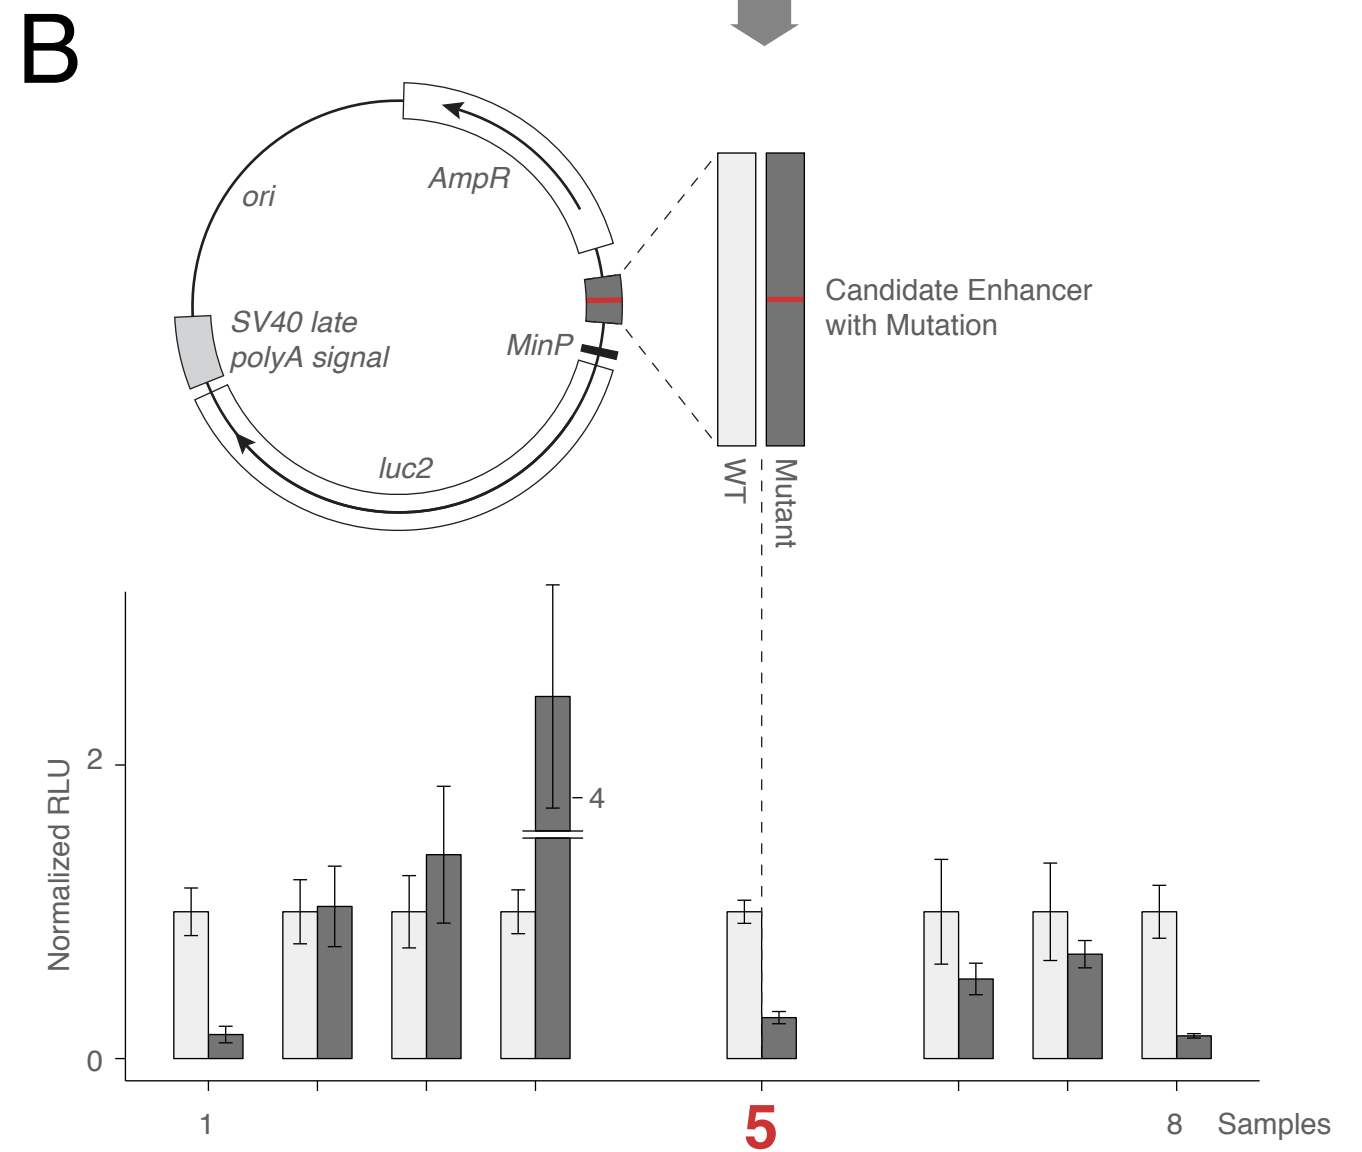 B
ori
AmpR
SV40 late
polyA signal
MinP
luc2
Candidate Enhancer
with Mutation
WT
Mutant
Normalized RLU
2
0
4
1
5
8
Samples